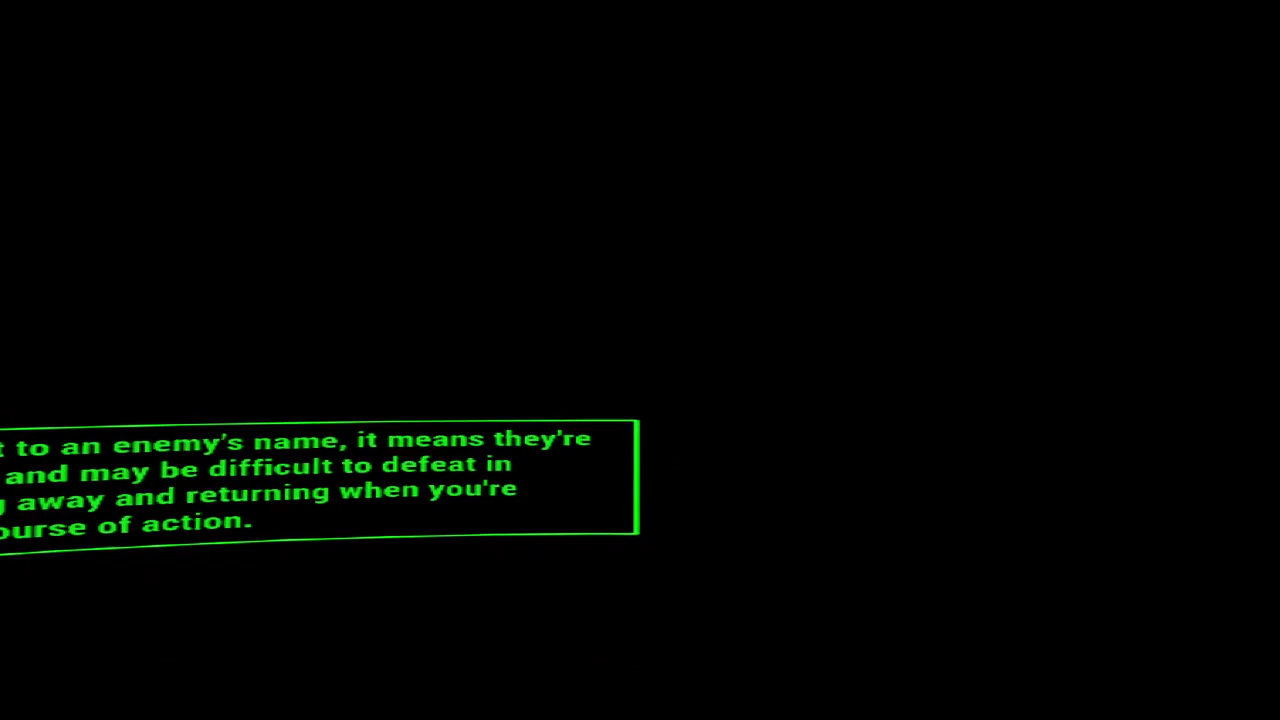 to an enemy's name, it means they're
and may be difficult to defeat in
away and returning when you're
of action.